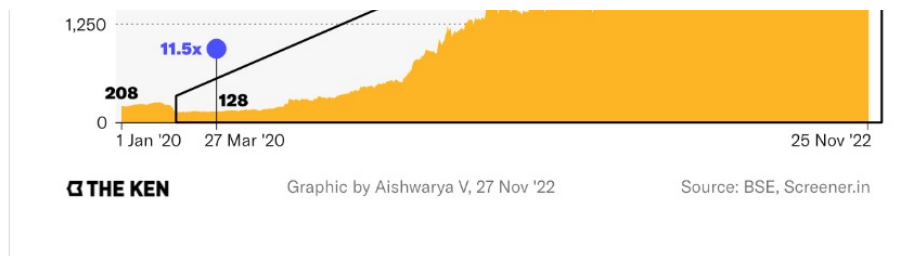 1,250
11.5x
208
128
0
1 Jan '20 27 Mar '20 25 Nov '22
THE KEN Graphic by Aishwarya V, 27 Nov '22 Source: BSE, Screener.in